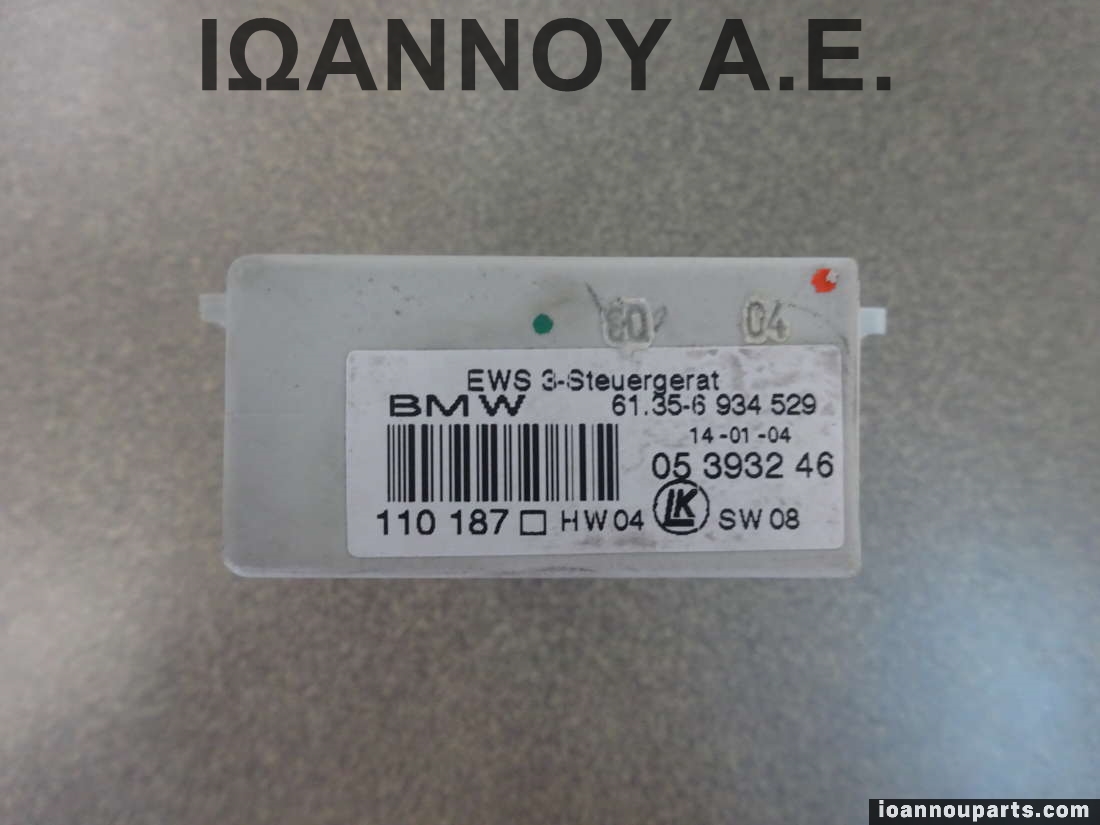 ΙΩΑΝΝΟΥ Α.Ε.
04
EWS 3-Steuergerat
BMW 61.35-6 934 529
14-01-04
05 3932 46
110 187 □ HW 04 LK SW 08
ioannouparts.com